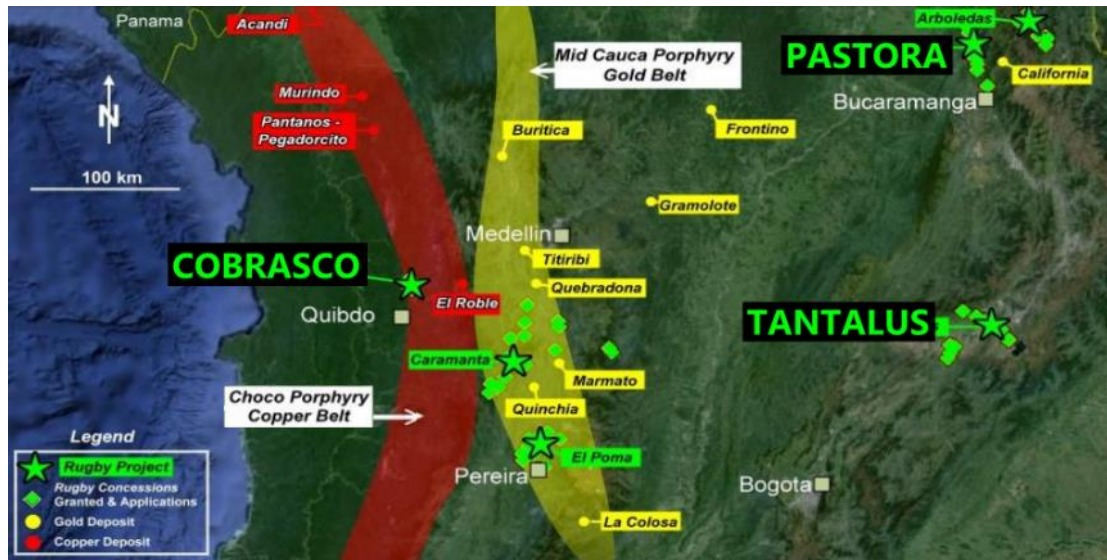 Panama
Acandi
Arboledas
PASTORA
Mid Cauca Porphyry
Gold Belt
California
Bucaramanga
Murindo
N
Pantanos -
Pegadorcito
Buritica
Frontino
100 km
Gramolote
Medellin
Titiribi
COBRASCO
Quebradona
El Roble
Quibdo
TANTALUS
Caramanta
Marmato
Choco Porphyry
Copper Belt
Quinchia
Legend
Rugby Project
Rugby Concessions
Granted & Applications
Gold Deposit
Copper Deposit
El Poma
Pereira
Bogota
La Colosa